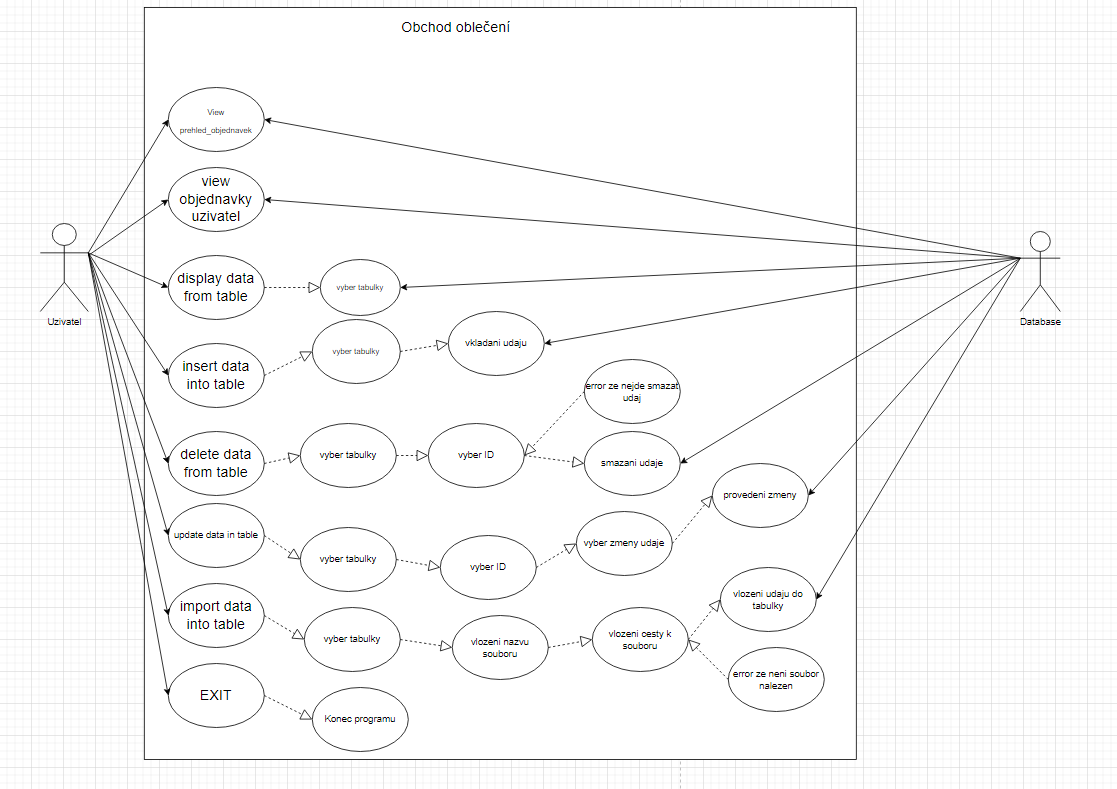 Obchod oblečení
View
prehled_objednavek
view
objednavky
uzivatel
display data
from table
vyber tabulky
Uzivatel
Database
insert data
into table
vyber tabulky
vkladani udaju
error ze nejde smazat
udaj
delete data
from table
vyber tabulky
vyber ID
smazani udaje
provedeni zmeny
update data in table
vyber tabulky
vyber ID
vyber zmeny udaje
import data
into table
vyber tabulky
vlozeni nazvu
souboru
vlozeni cesty k
souboru
vlozeni udaju do
tabulky
error ze neni soubor
nalezen
EXIT
Konec programu